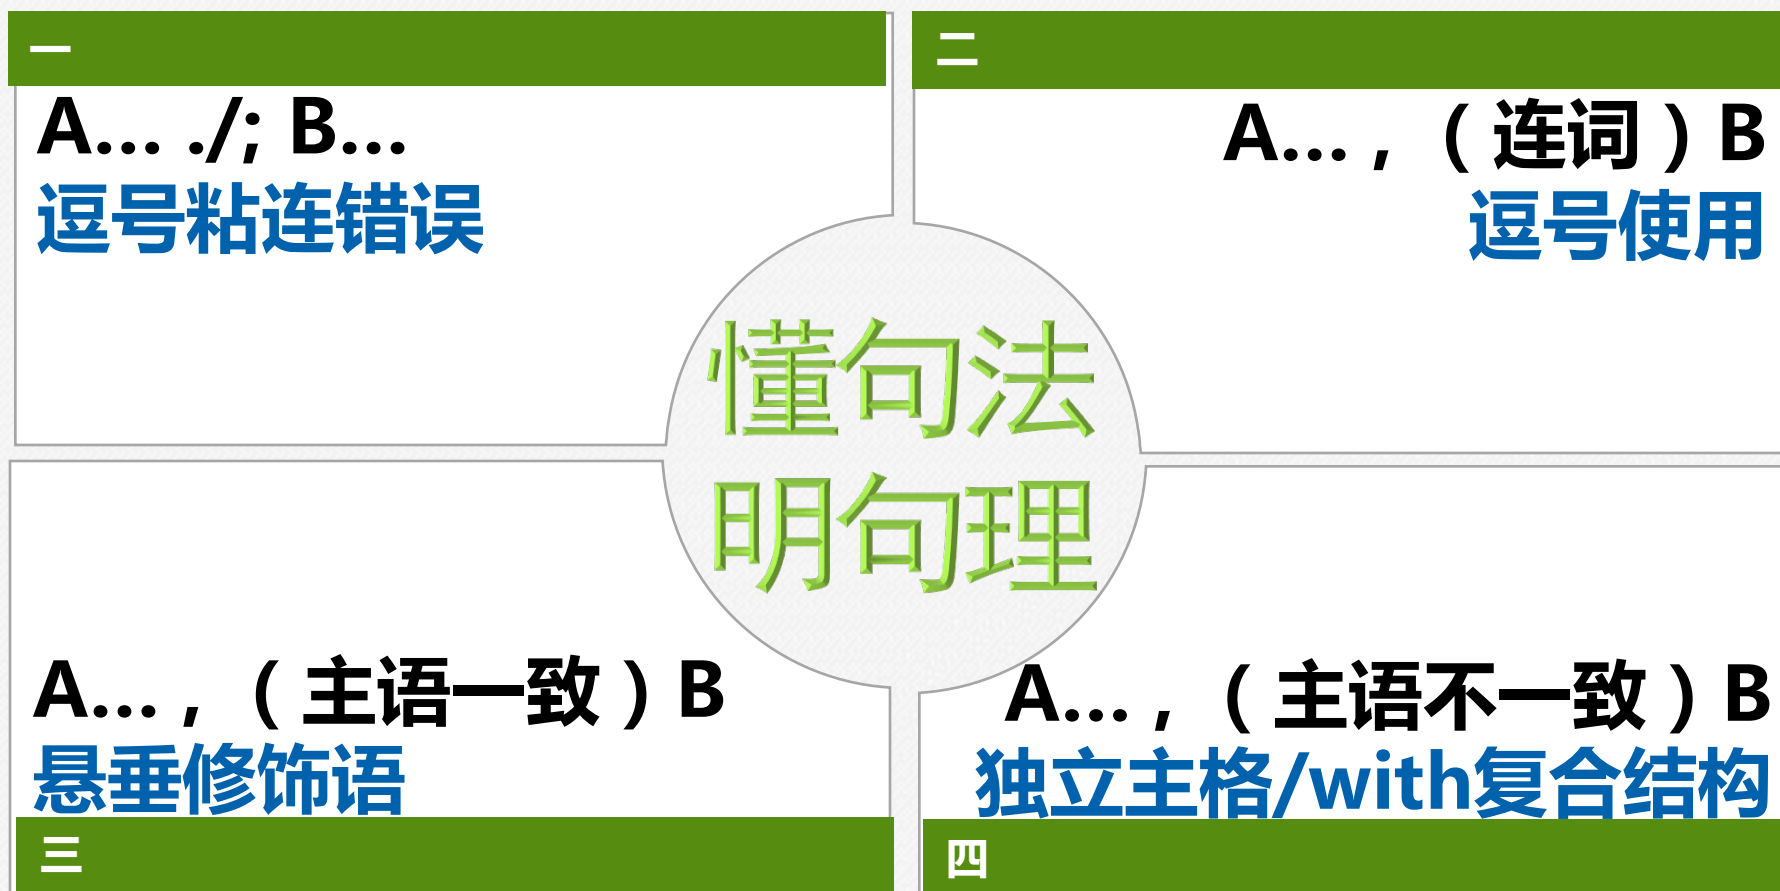 一
A... ./; B...
逗号粘连错误
二
A...,（连词）B
逗号使用
懂句法
明句理
A...,（主语一致）B
悬垂修饰语
三
A...,（主语不一致）B
独立主格/with复合结构
四